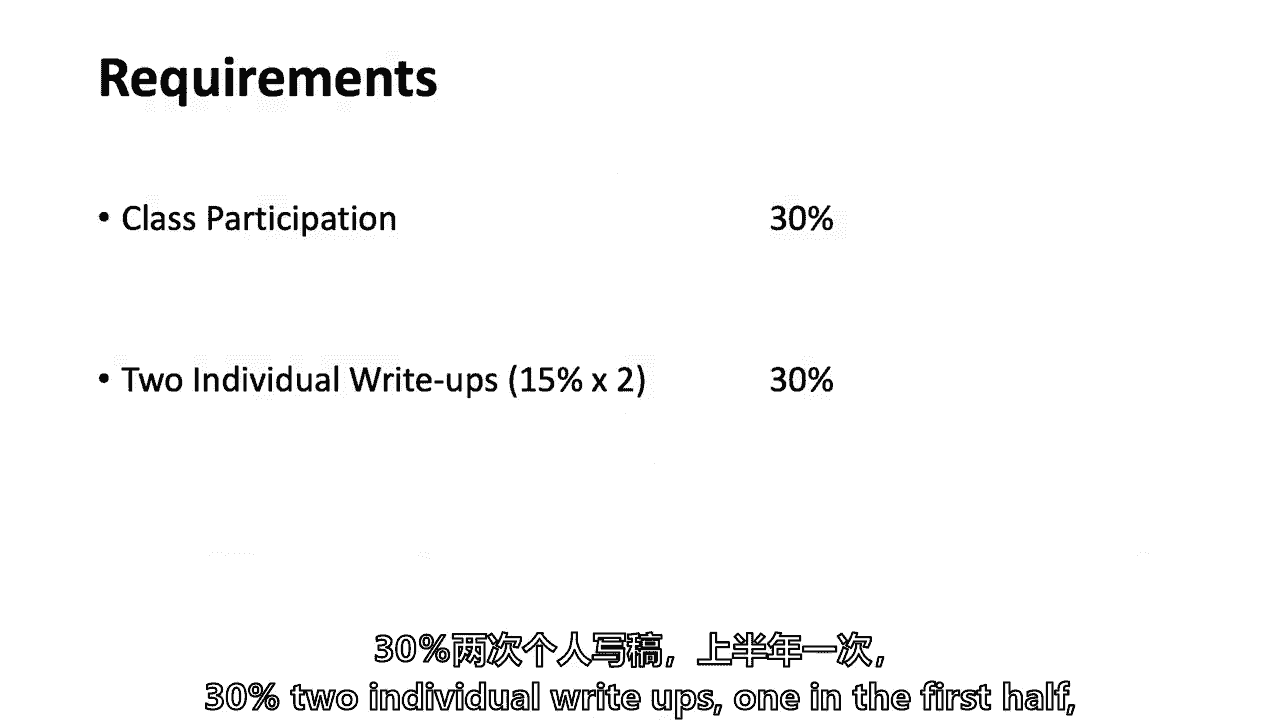 Requirements
• Class Participation 30%
• Two Individual Write-ups (15% x 2) 30%
30%两次个人写稿，上半年一次，
30% two individual write ups, one in the first half,